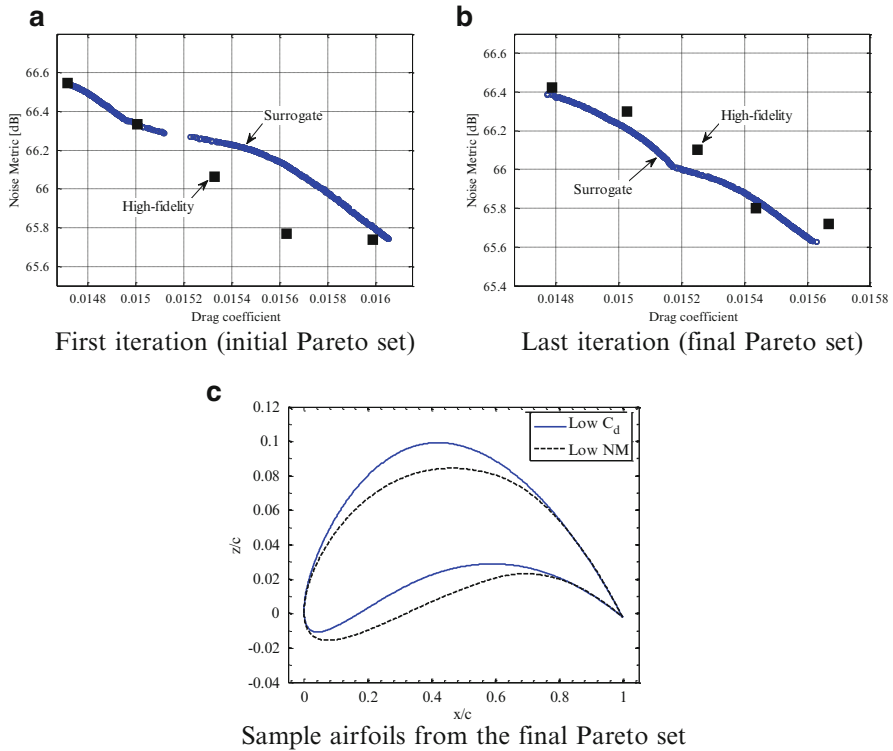 a
Noise Metric [dB]
66.6
66.4
66.2
66
65.8
65.6
Surrogate
High-fidelity
0.0148 0.015 0.0152 0.0154 0.0156 0.0158 0.016
Drag coefficient
First iteration (initial Pareto set)
b
Noise Metric [dB]
66.6
66.4
66.2
66
65.8
65.6
65.4
High-fidelity
Surrogate
0.0148 0.015 0.0152 0.0154 0.0156 0.0158
Drag coefficient
Last iteration (final Pareto set)
c
z/c
0.12
0.1
0.08
0.06
0.04
0.02
0
-0.02
-0.04
Low Cd
Low NM
0 0.2 0.4 0.6 0.8 1
x/c
Sample airfoils from the final Pareto set